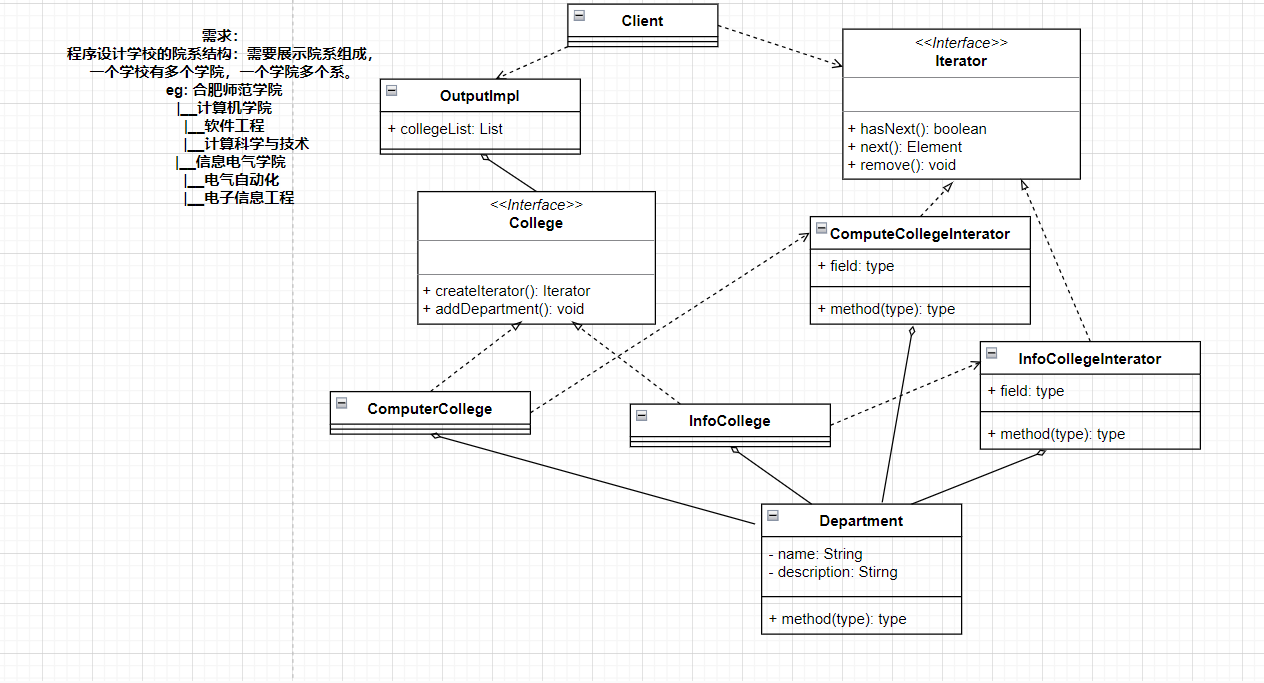 需求：
程序设计学校的院系结构：需要展示院系组成，
一个学校有多个学院，一个学院多个系。
eg: 合肥师范学院
|__计算机学院
|__软件工程
|__计算科学与技术
|__信息电气学院
|__电气自动化
|__电子信息工程
Client
<<Interface>>
Iterator
+ hasNext(): boolean
+ next(): Element
+ remove(): void
OutputImpl
+ collegeList: List
<<Interface>>
College
+ createIterator(): Iterator
+ addDepartment(): void
ComputeCollegeInterator
+ field: type
+ method(type): type
InfoCollegeInterator
+ field: type
+ method(type): type
ComputerCollege
InfoCollege
Department
- name: String
- description: Stirng
+ method(type): type